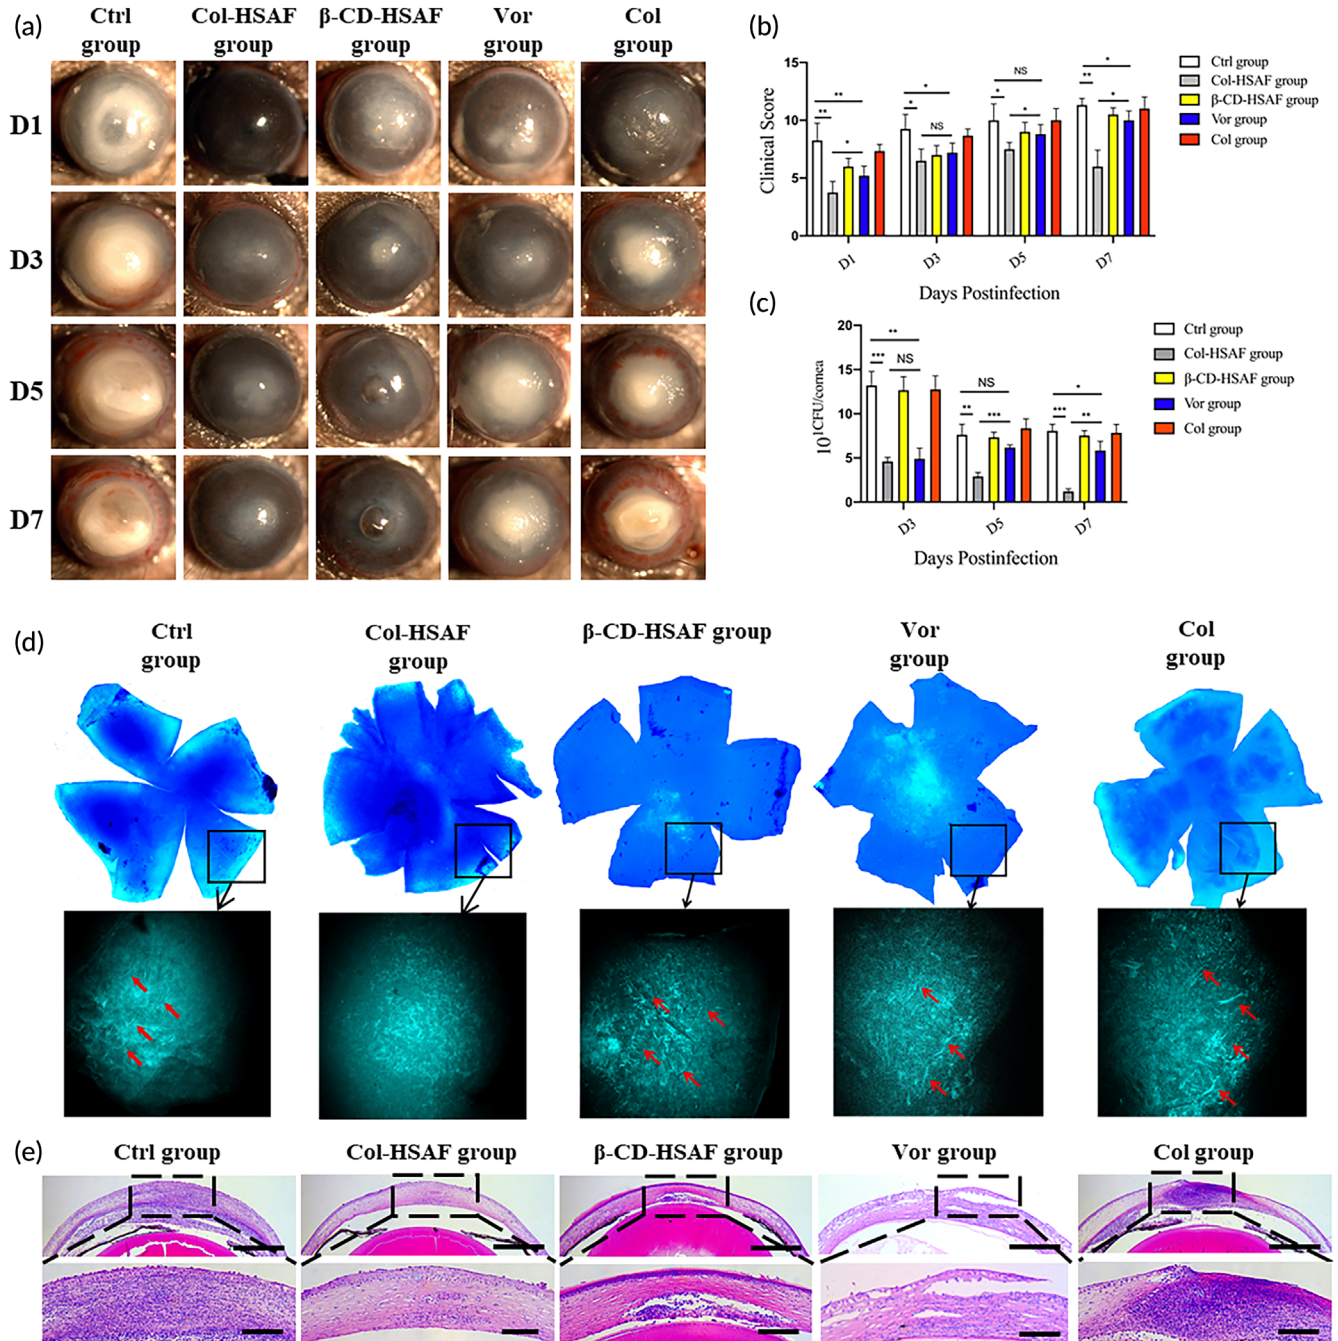 (a)
Ctrl group
Col-HSAF group
β-CD-HSAF group
Vor group
Col group
D1
D3
D5
D7
(b)
Clinical Score
15
10
5
0
** ** *
* * NS
NS * *
* ** *
D1 D3 D5 D7
Days Postinfection
Ctrl group
Col-HSAF group
β-CD-HSAF group
Vor group
Col group
(c)
10¹CFU/cornea
20
15
10
5
0
** *** NS
NS ** ***
* *** **
D3 D5 D7
Days Postinfection
Ctrl group
Col-HSAF group
β-CD-HSAF group
Vor group
Col group
(d)
Ctrl group
Col-HSAF group
β-CD-HSAF group
Vor group
Col group
(e)
Ctrl group
Col-HSAF group
β-CD-HSAF group
Vor group
Col group